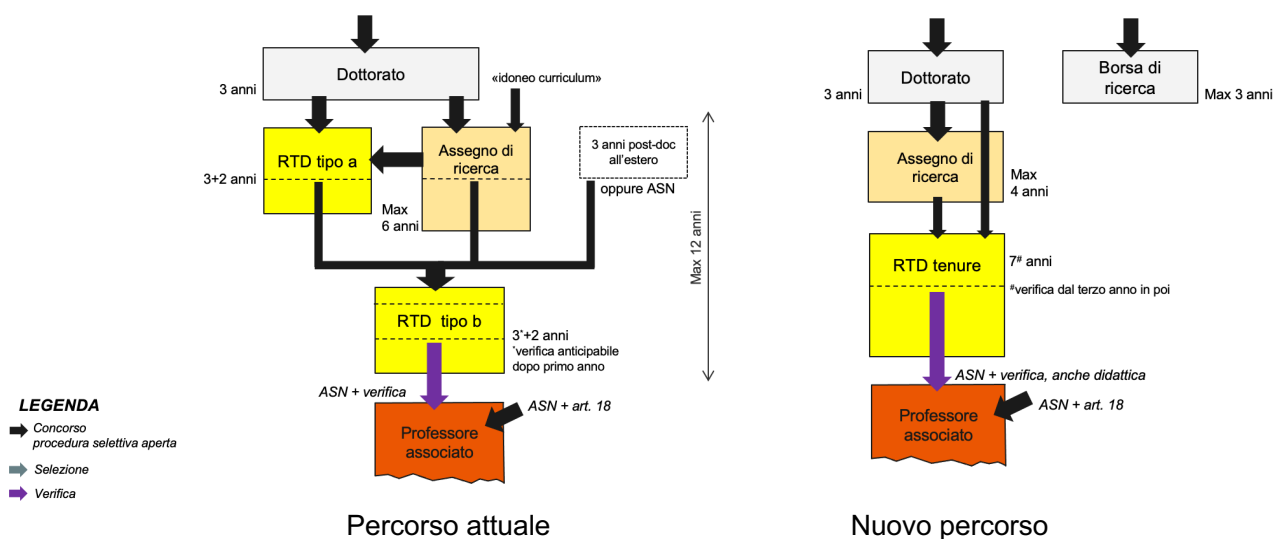 Dottorato
3 anni
«idoneo curriculum»
RTD tipo a
3+2 anni
Assegno di
ricerca
Max
6 anni
3 anni post-doc
all'estero
oppure ASN
Max 12 anni
RTD tipo b
3*+2 anni
*verifica anticipabile
dopo primo anno
ASN + verifica
ASN + art. 18
Professore
associato
LEGENDA
Concorso
procedura selettiva aperta
Selezione
Verifica
Percorso attuale
Dottorato
3 anni
Borsa di
ricerca
Max 3 anni
Assegno di
ricerca
Max
4 anni
RTD tenure
7# anni
#verifica dal terzo anno in poi
ASN + verifica, anche didattica
ASN + art. 18
Professore
associato
Nuovo percorso